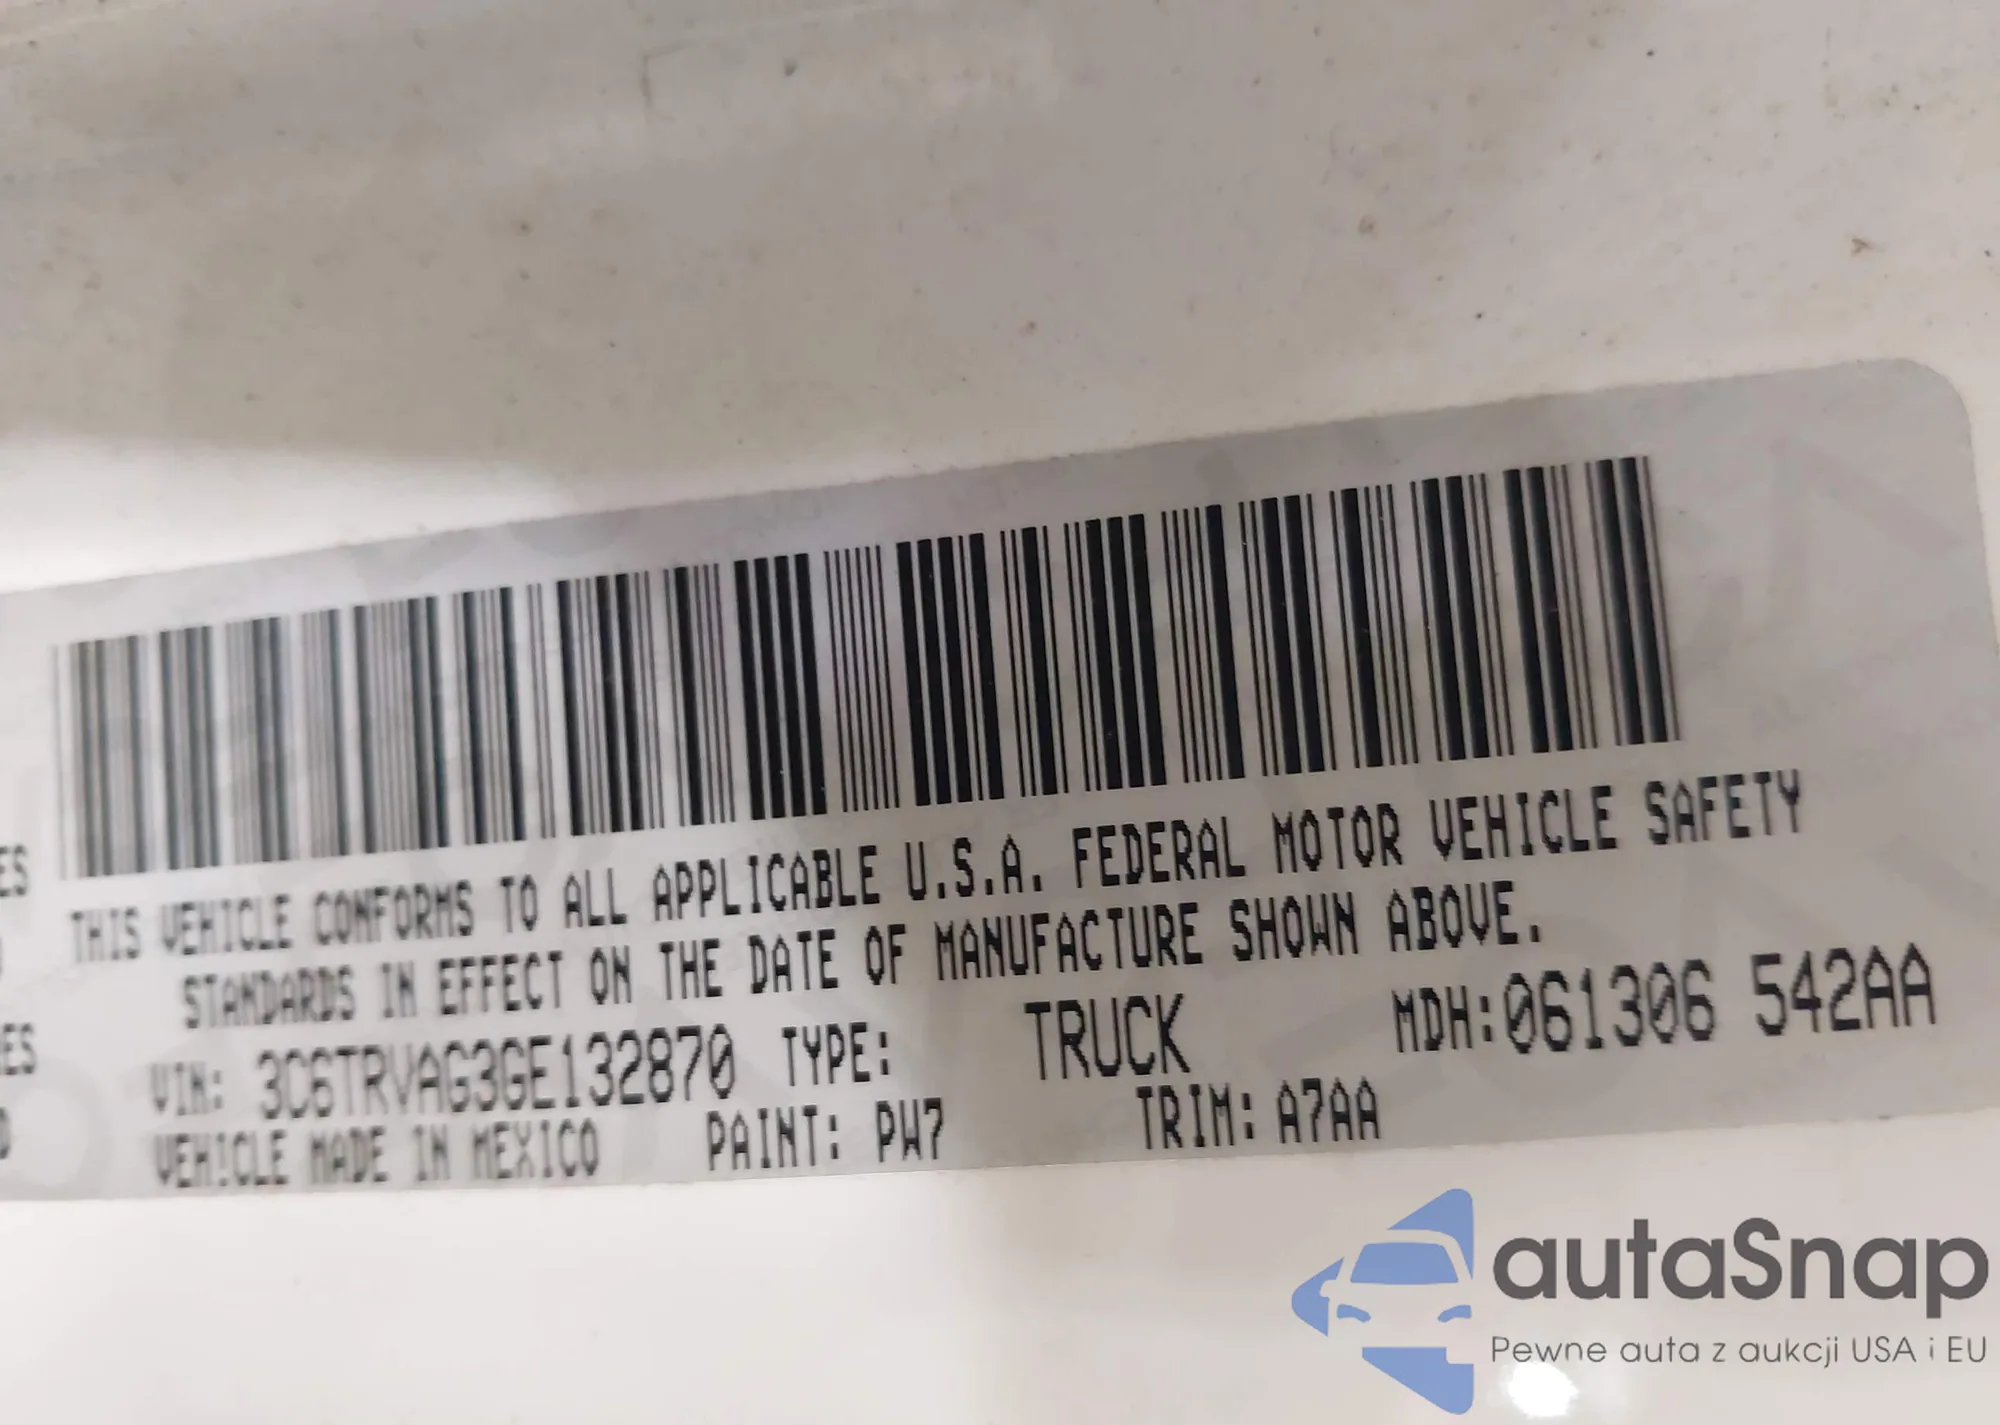 ES
THIS VEHICLE CONFORMS TO ALL APPLICABLE U.S.A. FEDERAL MOTOR VEHICLE SAFETY
STANDARDS IN EFFECT ON THE DATE OF MANUFACTURE SHOWN ABOVE.
ES
VIN: 3C6TRVAG3GE132870 TYPE: TRUCK MDH:061306 542AA
VEHICLE MADE IN MEXICO PAINT: PW7 TRIM: A7AA
autaSnap
Pewne auta z aukcji USA i EU